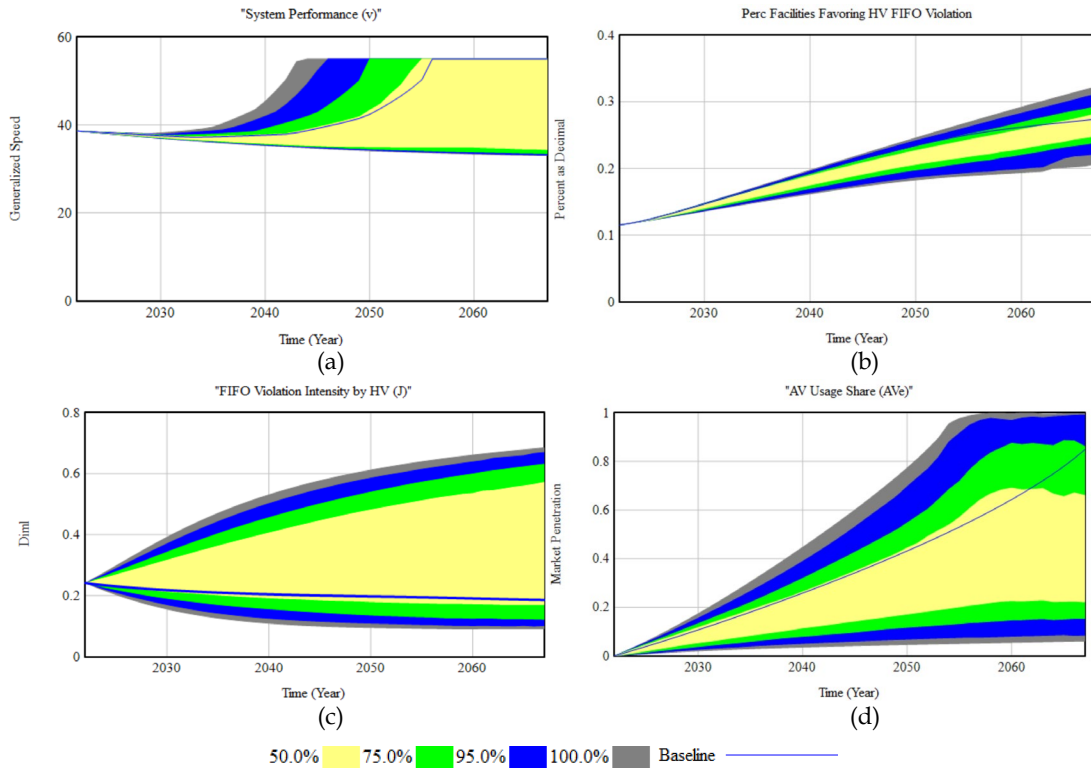 "System Performance (v)"
60
40
20
0
Generalized Speed
2030
2040
2050
2060
Time (Year)
(a)
Perc Facilities Favoring HV FIFO Violation
0.4
0.3
0.2
0.1
0
Percent as Decimal
2030
2040
2050
2060
Time (Year)
(b)
"FIFO Violation Intensity by HV (J)"
0.8
0.6
0.4
0.2
0
Diml
2030
2040
2050
2060
Time (Year)
(c)
"AV Usage Share (AVe)"
1
0.8
0.6
0.4
0.2
0
Market Penetration
2030
2040
2050
2060
Time (Year)
(d)
50.0% 75.0% 95.0% 100.0% Baseline